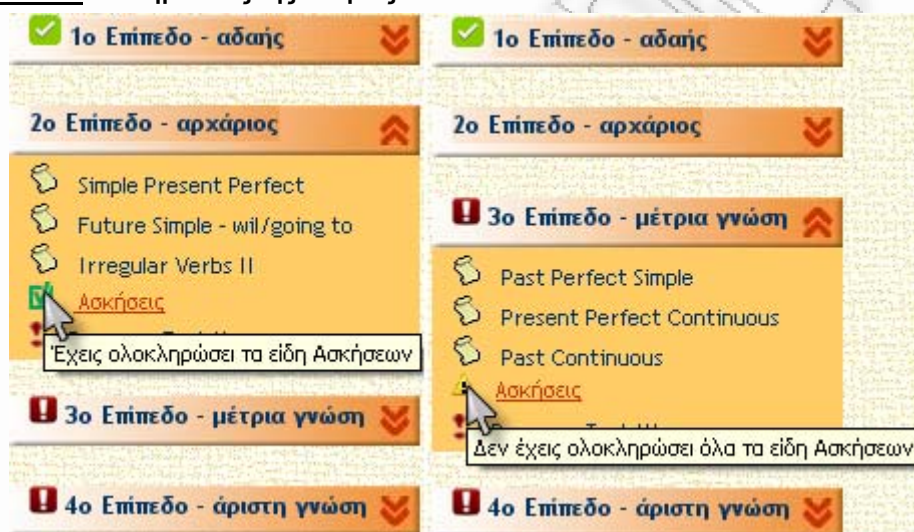 1ο Επίπεδο - αδαής
2ο Επίπεδο - αρχάριος
Simple Present Perfect
Future Simple - wil/going to
Irregular Verbs II
Ασκήσεις
Έχεις ολοκληρώσει τα είδη Ασκήσεων
3ο Επίπεδο - μέτρια γνώση
4ο Επίπεδο - άριστη γνώση
1ο Επίπεδο - αδαής
2ο Επίπεδο - αρχάριος
3ο Επίπεδο - μέτρια γνώση
Past Perfect Simple
Present Perfect Continuous
Past Continuous
Ασκήσεις
Δεν έχεις ολοκληρώσει όλα τα είδη Ασκήσεων
4ο Επίπεδο - άριστη γνώση